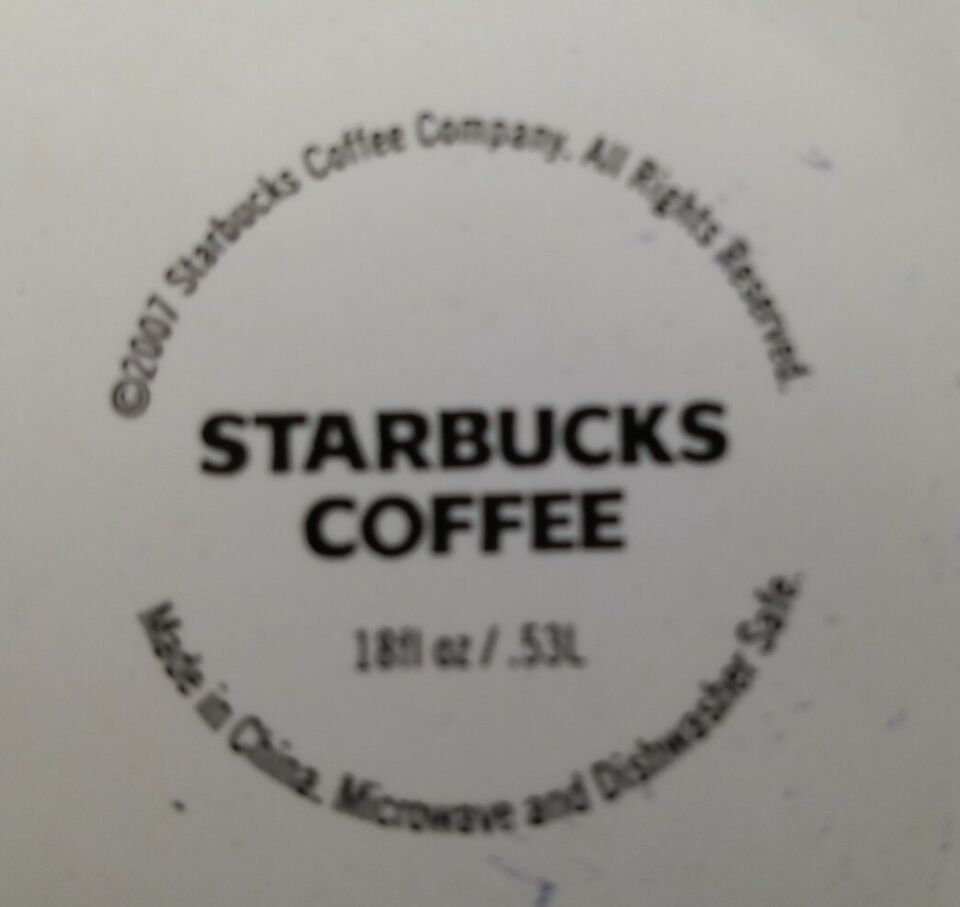 ©2007 Starbucks Coffee Company. All Rights Reserved.
STARBUCKS
COFFEE
18fl oz / .53L
Made in China. Microwave and Dishwasher Safe.